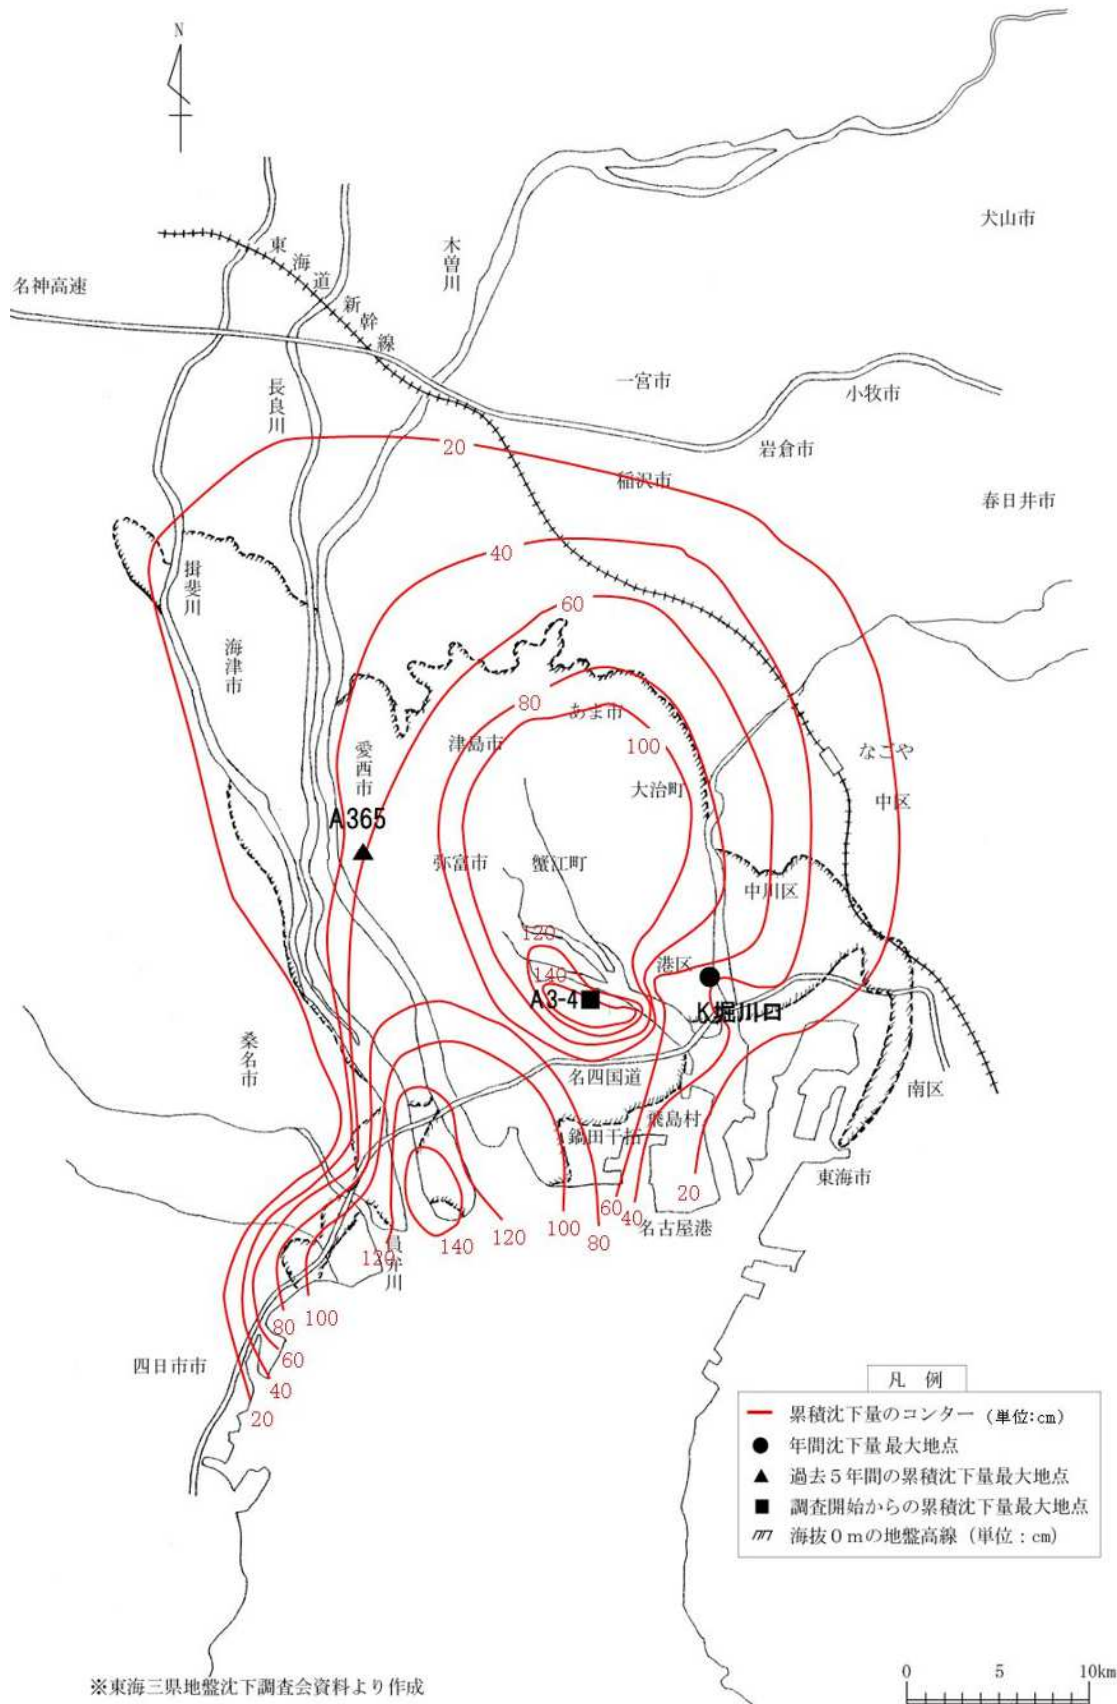 N
犬山市
木曽川
東海道新幹線
名神高速
一宮市
小牧市
長良川
岩倉市
20
稲沢市
春日井市
40
揖斐川
60
海津市
80
あま市
津島市
100
なごや
愛西市
大治町
中区
A365
弥富市
蟹江町
中川区
120
港区
140
A3-4
K堀川口
桑名市
名四国道
南区
飛島村
鍋田干拓
東海市
20
60
40
名古屋港
100
120
80
140
120
員弁川
100
80
60
四日市市
40
20
凡 例
累積沈下量のコンター (単位:cm)
年間沈下量最大地点
過去5年間の累積沈下量最大地点
調査開始からの累積沈下量最大地点
海抜0mの地盤高線 (単位:cm)
※東海三県地盤沈下調査会資料より作成
0 5 10km